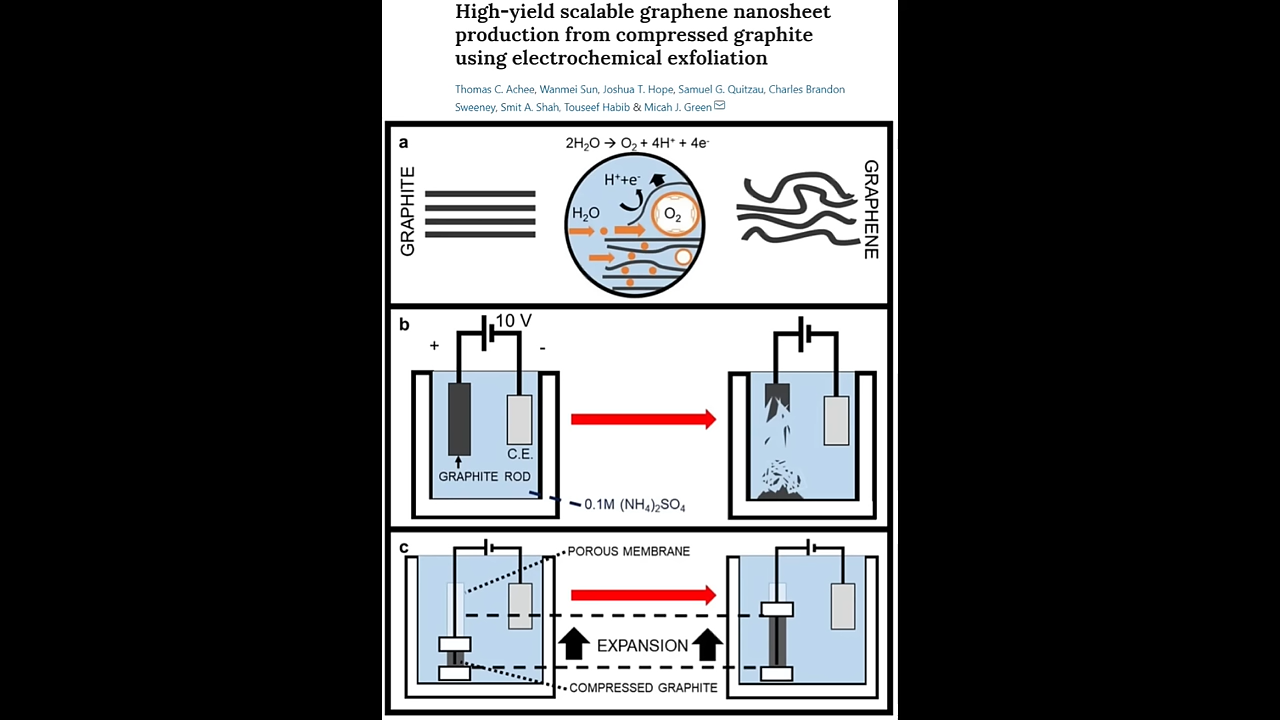 High-yield scalable graphene nanosheet
production from compressed graphite
using electrochemical exfoliation
Thomas C. Achee, Wanmei Sun, Joshua T. Hope, Samuel G. Quitzau, Charles Brandon
Sweeney, Smit A. Shah, Touseef Habib & Micah J. Green
a
2H₂O → O₂ + 4H⁺ + 4e⁻
GRAPHITE
H⁺+e⁻
H₂O
O₂
GRAPHENE
b
10 V
+
-
C.E.
GRAPHITE ROD
0.1M (NH₄)₂SO₄
c
POROUS MEMBRANE
EXPANSION
COMPRESSED GRAPHITE